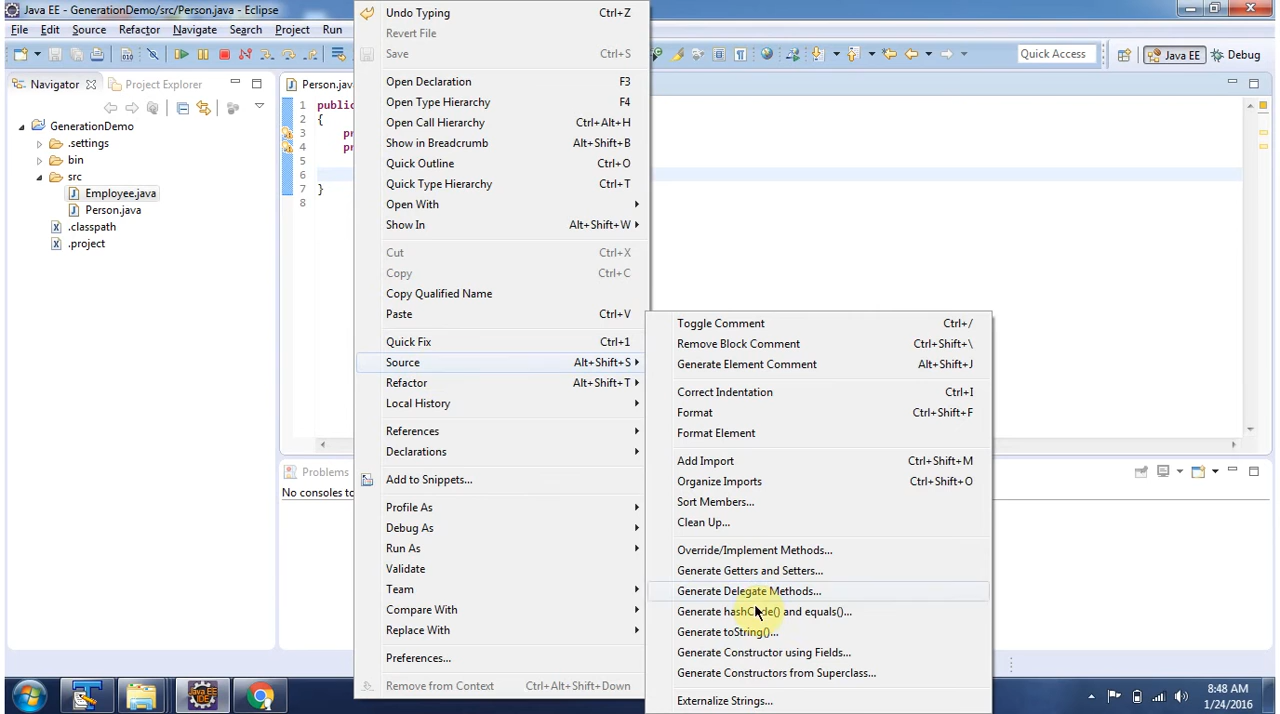 Java EE - GenerationDemo/src/Person.java - Eclipse
File Edit Source Refactor Navigate Search Project Run
Quick Access
Java EE
Debug
Navigator
Project Explorer
GenerationDemo
.settings
bin
src
Employee.java
Person.java
.classpath
.project
Person.jav
1 public
2 {
3 pr
4 pr
5
6
7 }
8
Problems
No consoles to
Undo Typing Ctrl+Z
Revert File
Save Ctrl+S
Open Declaration F3
Open Type Hierarchy F4
Open Call Hierarchy Ctrl+Alt+H
Show in Breadcrumb Alt+Shift+B
Quick Outline Ctrl+O
Quick Type Hierarchy Ctrl+T
Open With
Show In Alt+Shift+W
Cut Ctrl+X
Copy Ctrl+C
Copy Qualified Name
Paste Ctrl+V
Quick Fix Ctrl+1
Source Alt+Shift+S
Refactor Alt+Shift+T
Local History
References
Declarations
Add to Snippets...
Profile As
Debug As
Run As
Validate
Team
Compare With
Replace With
Preferences...
Remove from Context Ctrl+Alt+Shift+Down
Toggle Comment Ctrl+/
Remove Block Comment Ctrl+Shift+\
Generate Element Comment Alt+Shift+J
Correct Indentation Ctrl+I
Format Ctrl+Shift+F
Format Element
Add Import Ctrl+Shift+M
Organize Imports Ctrl+Shift+O
Sort Members...
Clean Up...
Override/Implement Methods...
Generate Getters and Setters...
Generate Delegate Methods...
Generate hashCode() and equals()...
Generate toString()...
Generate Constructor using Fields...
Generate Constructors from Superclass...
Externalize Strings...
8:48 AM
1/24/2016